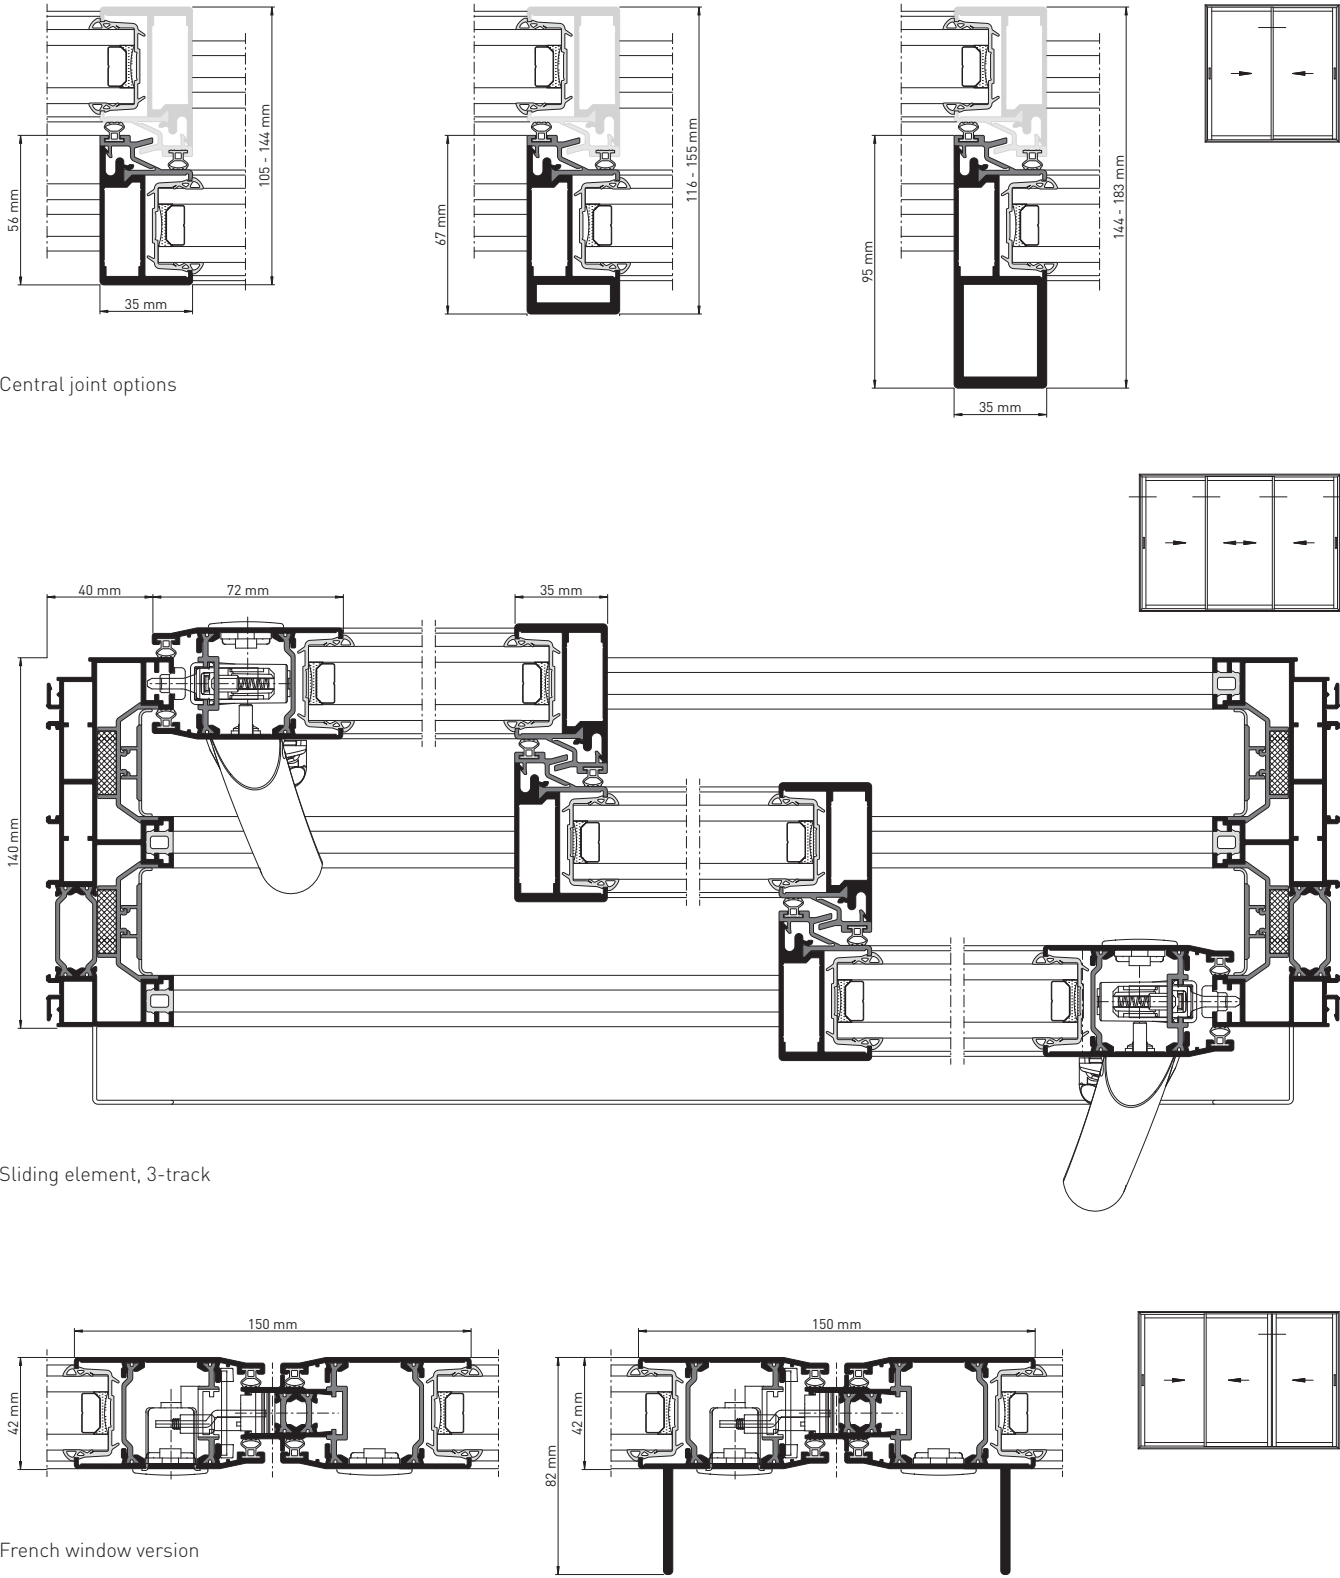 56 mm
105 - 144 mm
35 mm
67 mm
116 - 155 mm
95 mm
144 - 183 mm
35 mm
Central joint options
40 mm
72 mm
35 mm
140 mm
Sliding element, 3-track
150 mm
42 mm
150 mm
42 mm
82 mm
French window version